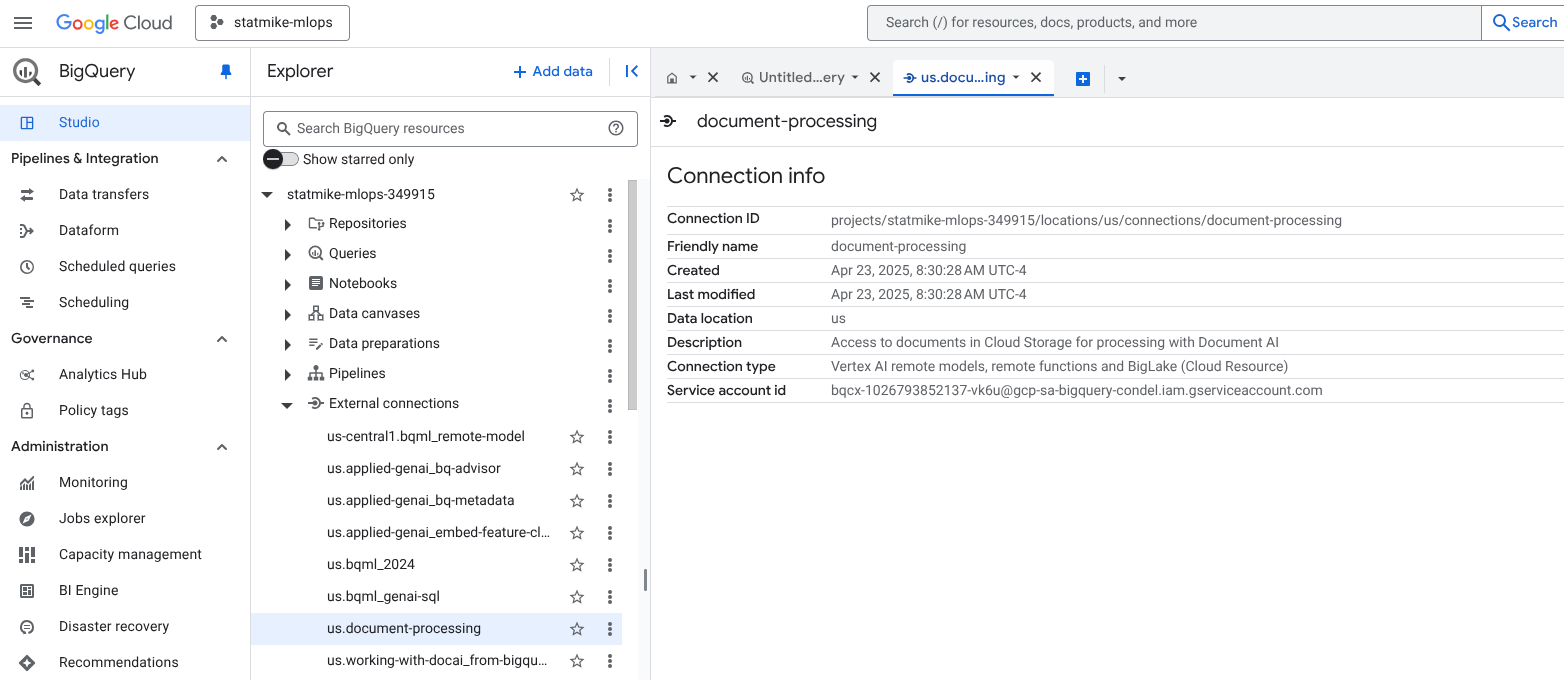 Google Cloud
statmike-mlops
Search (/) for resources, docs, products, and more
Search
BigQuery
Studio
Pipelines & Integration
Data transfers
Dataform
Scheduled queries
Scheduling
Governance
Analytics Hub
Policy tags
Administration
Monitoring
Jobs explorer
Capacity management
BI Engine
Disaster recovery
Recommendations
Explorer
Add data
Search BigQuery resources
Show starred only
statmike-mlops-349915
Repositories
Queries
Notebooks
Data canvases
Data preparations
Pipelines
External connections
us-central1.bqml_remote-model
us.applied-genai_bq-advisor
us.applied-genai_bq-metadata
us.applied-genai_embed-feature-cl...
us.bqml_2024
us.bqml_genai-sql
us.document-processing
us.working-with-docai_from-bigqu...
Untitled...ery
us.docu...ing
document-processing
Connection info
Connection ID projects/statmike-mlops-349915/locations/us/connections/document-processing
Friendly name document-processing
Created Apr 23, 2025, 8:30:28 AM UTC-4
Last modified Apr 23, 2025, 8:30:28 AM UTC-4
Data location us
Description Access to documents in Cloud Storage for processing with Document AI
Connection type Vertex AI remote models, remote functions and BigLake (Cloud Resource)
Service account id bqcx-1026793852137-vk6u@gcp-sa-bigquery-condel.iam.gserviceaccount.com